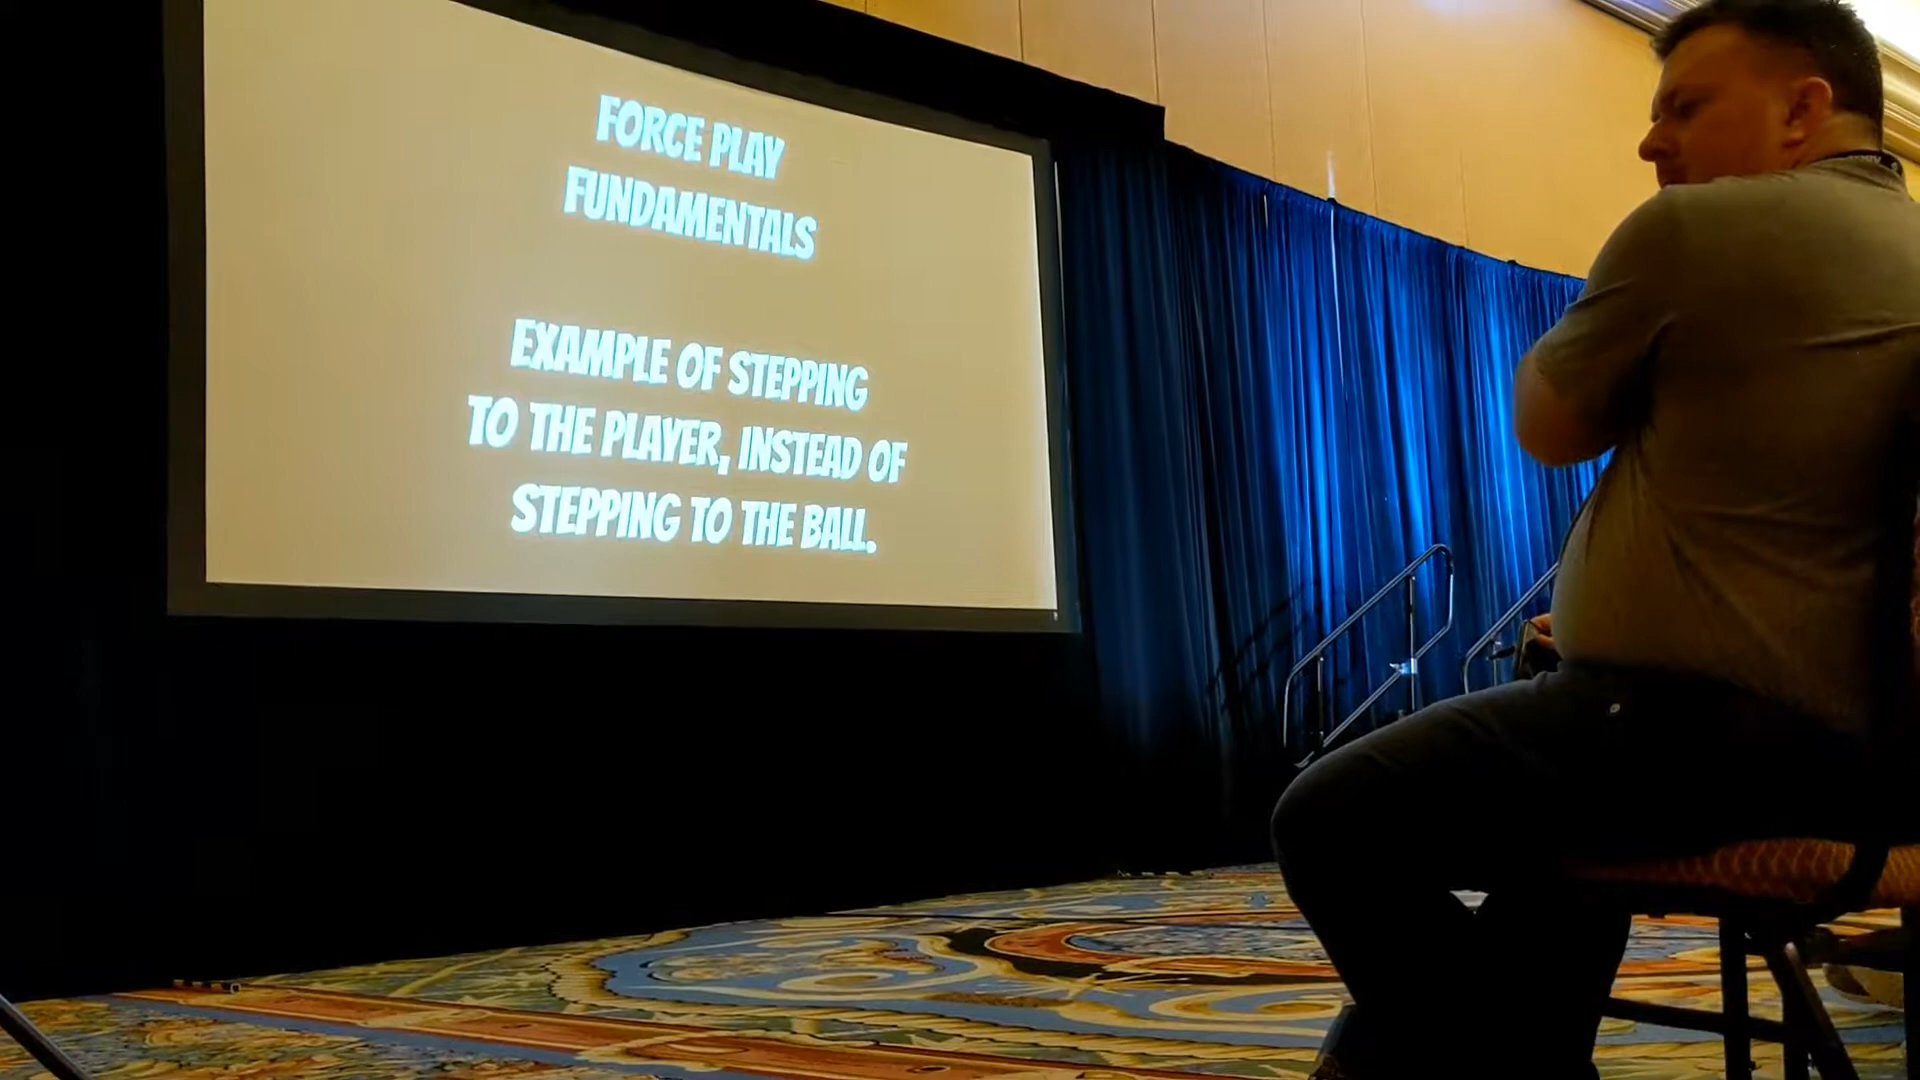 FORCE PLAY
FUNDAMENTALS
EXAMPLE OF STEPPING
TO THE PLAYER, INSTEAD OF
STEPPING TO THE BALL.